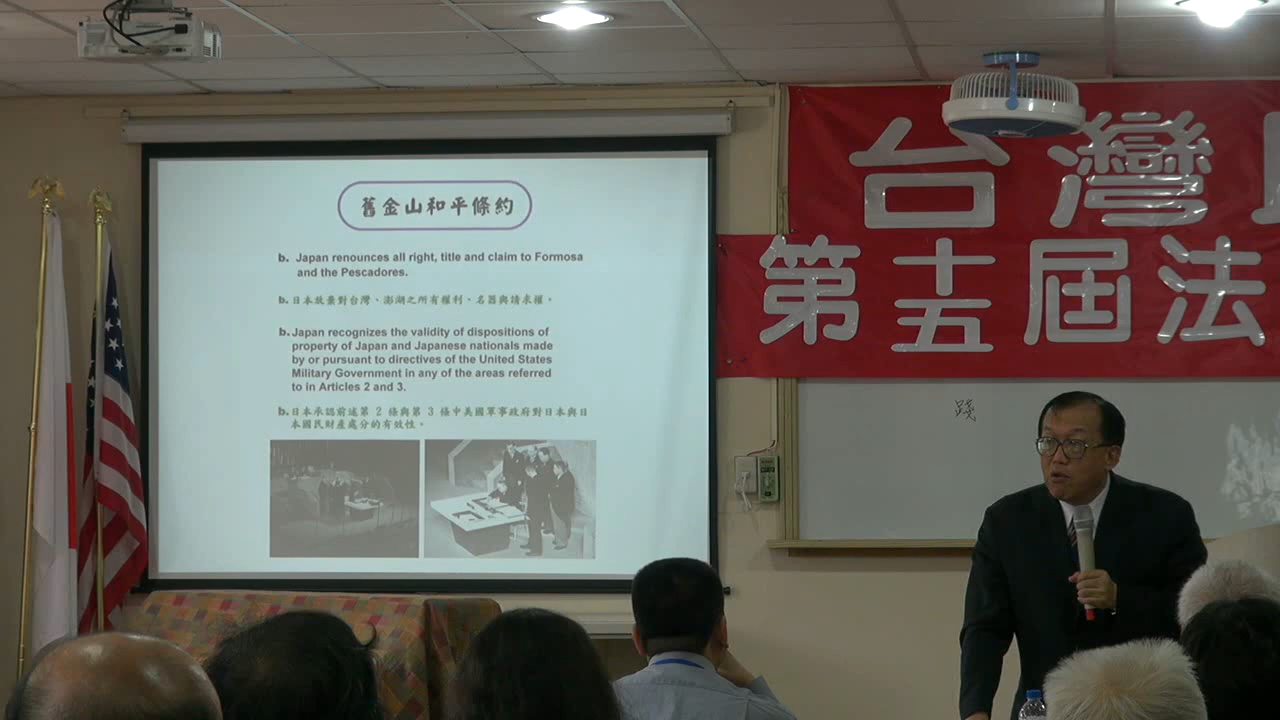 舊金山和平條約
b. Japan renounces all right, title and claim to Formosa
and the Pescadores.
b. 日本放棄對台灣、澎湖之所有權利、名器與請求權。
b. Japan recognizes the validity of dispositions of
property of Japan and Japanese nationals made
by or pursuant to directives of the United States
Military Government in any of the areas referred
to in Articles 2 and 3.
b. 日本承認前述第 2 條與第 3 條中美國軍事政府對日本與日
本國民財產處分的有效性。
台灣
第十五屆法
踐